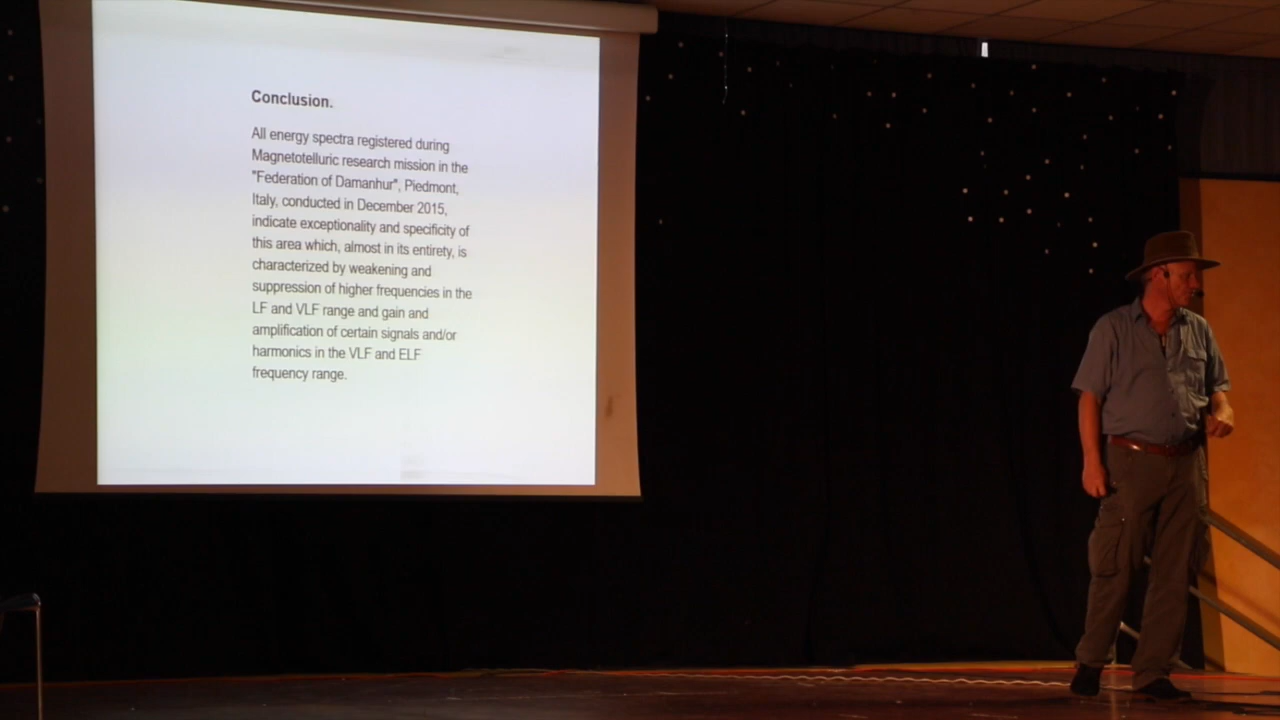 Conclusion.
All energy spectra registered during
Magnetotelluric research mission in the
"Federation of Damanhur", Piedmont,
Italy, conducted in December 2015,
indicate exceptionality and specificity of
this area which, almost in its entirety, is
characterized by weakening and
suppression of higher frequencies in the
LF and VLF range and gain and
amplification of certain signals and/or
harmonics in the VLF and ELF
frequency range.